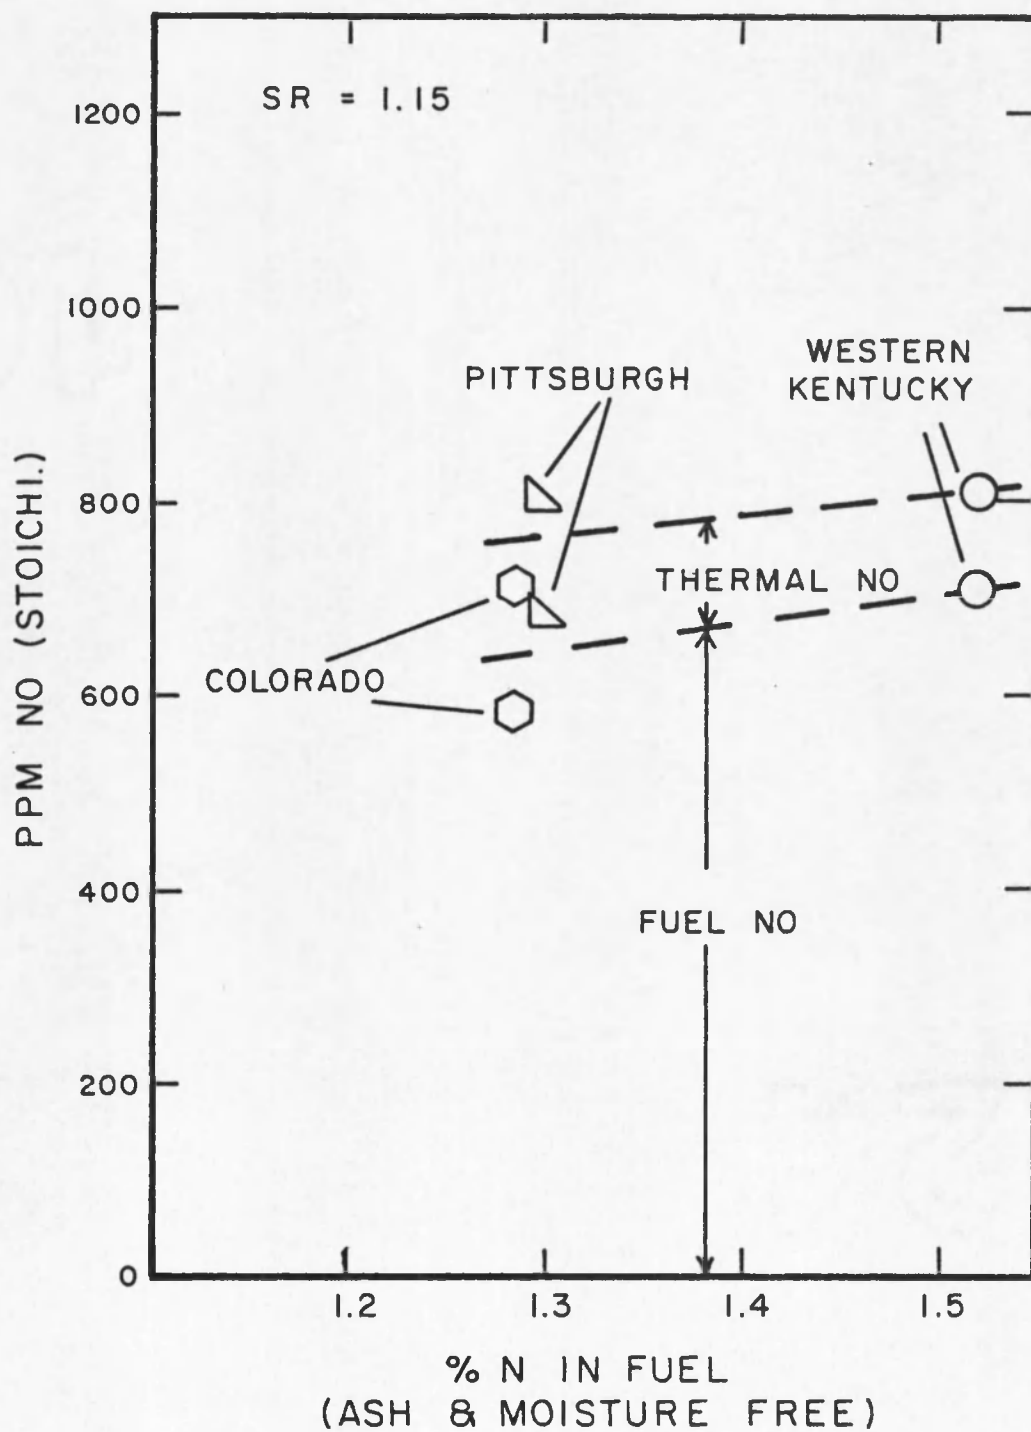 SR = 1.15
1200
1000
800
600
400
200
0
PPM NO (STOICHI.)
PITTSBURGH
WESTERN
KENTUCKY
THERMAL NO
COLORADO
FUEL NO
1.2
1.3
1.4
1.5
% N IN FUEL
(ASH & MOISTURE FREE)